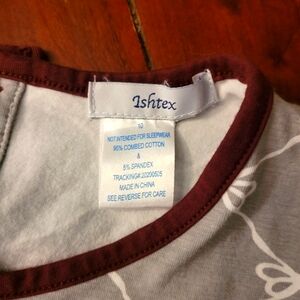 Ishtex
10
NOT INTENDED FOR SLEEPWEAR
95% COMBED COTTON
&
5% SPANDEX
TRACKING#:20200505
MADE IN CHINA
SEE REVERSE FOR CARE